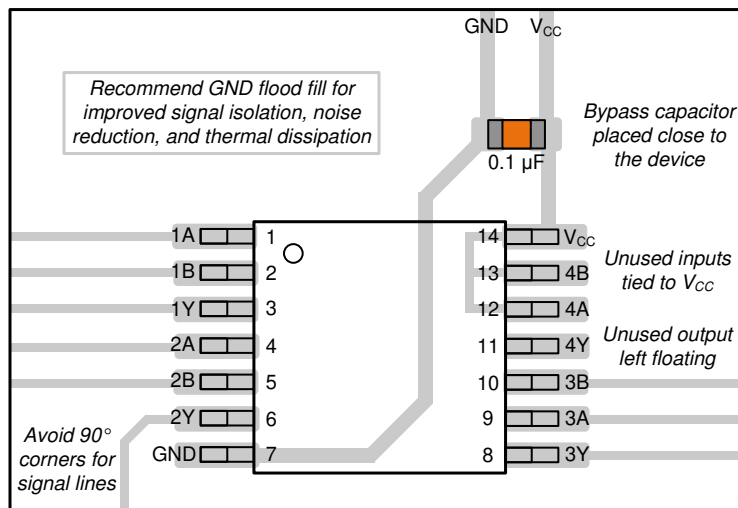 GND VCC
Recommend GND flood fill for
improved signal isolation, noise
reduction, and thermal dissipation
Bypass capacitor
placed close to
the device
0.1 µF
1A 1 14 VCC
1B 2 13 4B
1Y 3 12 4A
2A 4 11 4Y
2B 5 10 3B
2Y 6 9 3A
GND 7 8 3Y
Unused inputs
tied to VCC
Unused output
left floating
Avoid 90°
corners for
signal lines